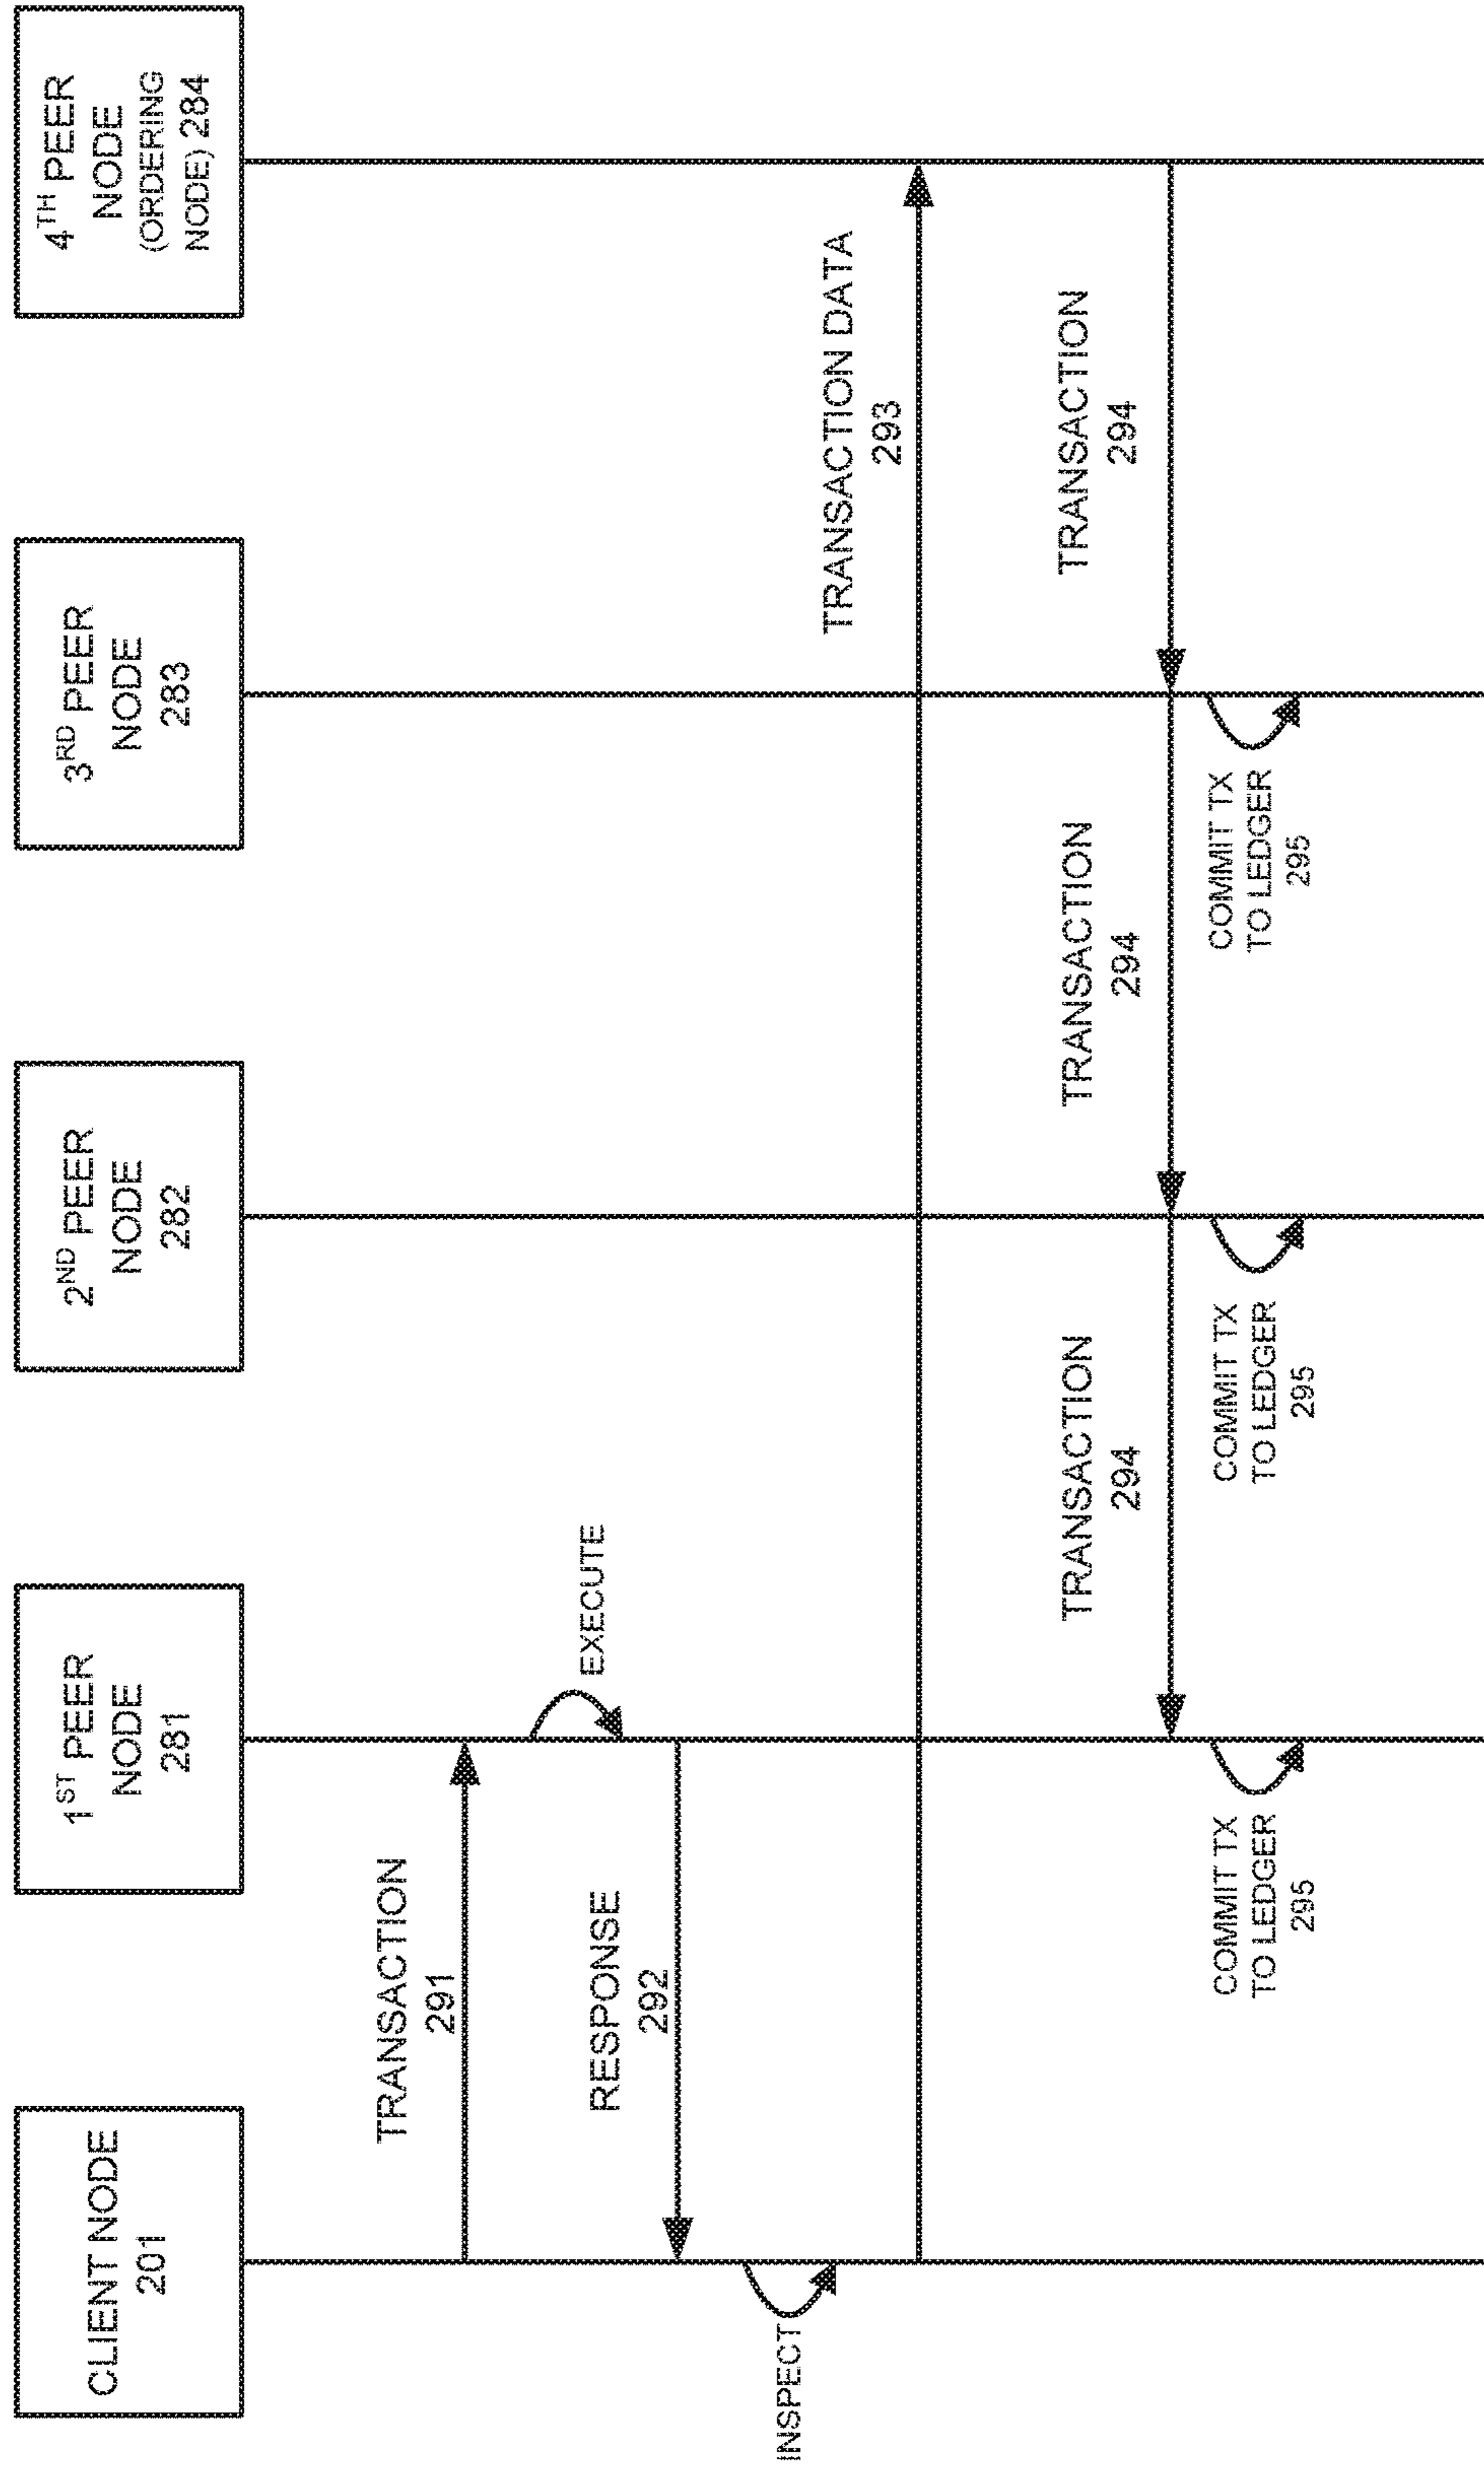 CLIENT NODE
201
1ST PEER
NODE
281
2ND PEER
NODE
282
3RD PEER
NODE
283
4TH PEER
NODE
(ORDERING
NODE) 284
TRANSACTION
291
EXECUTE
RESPONSE
292
INSPECT
TRANSACTION DATA
293
TRANSACTION
294
TRANSACTION
294
TRANSACTION
294
COMMIT TX
TO LEDGER
295
COMMIT TX
TO LEDGER
295
COMMIT TX
TO LEDGER
295